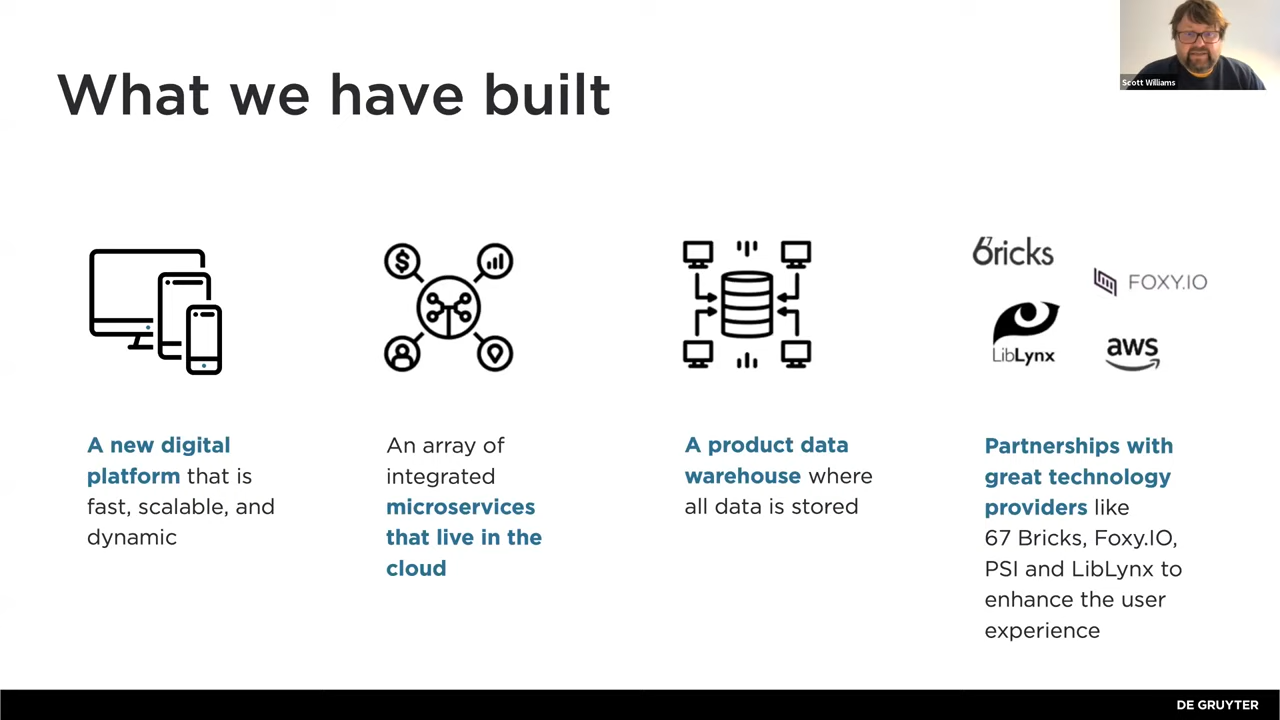 What we have built
Scott Williams
67ricks
FOXY.IO
LibLynx
aws
A new digital
platform that is
fast, scalable, and
dynamic
An array of
integrated
microservices
that live in the
cloud
A product data
warehouse where
all data is stored
Partnerships with
great technology
providers like
67 Bricks, Foxy.IO,
PSI and LibLynx to
enhance the user
experience
DE GRUYTER